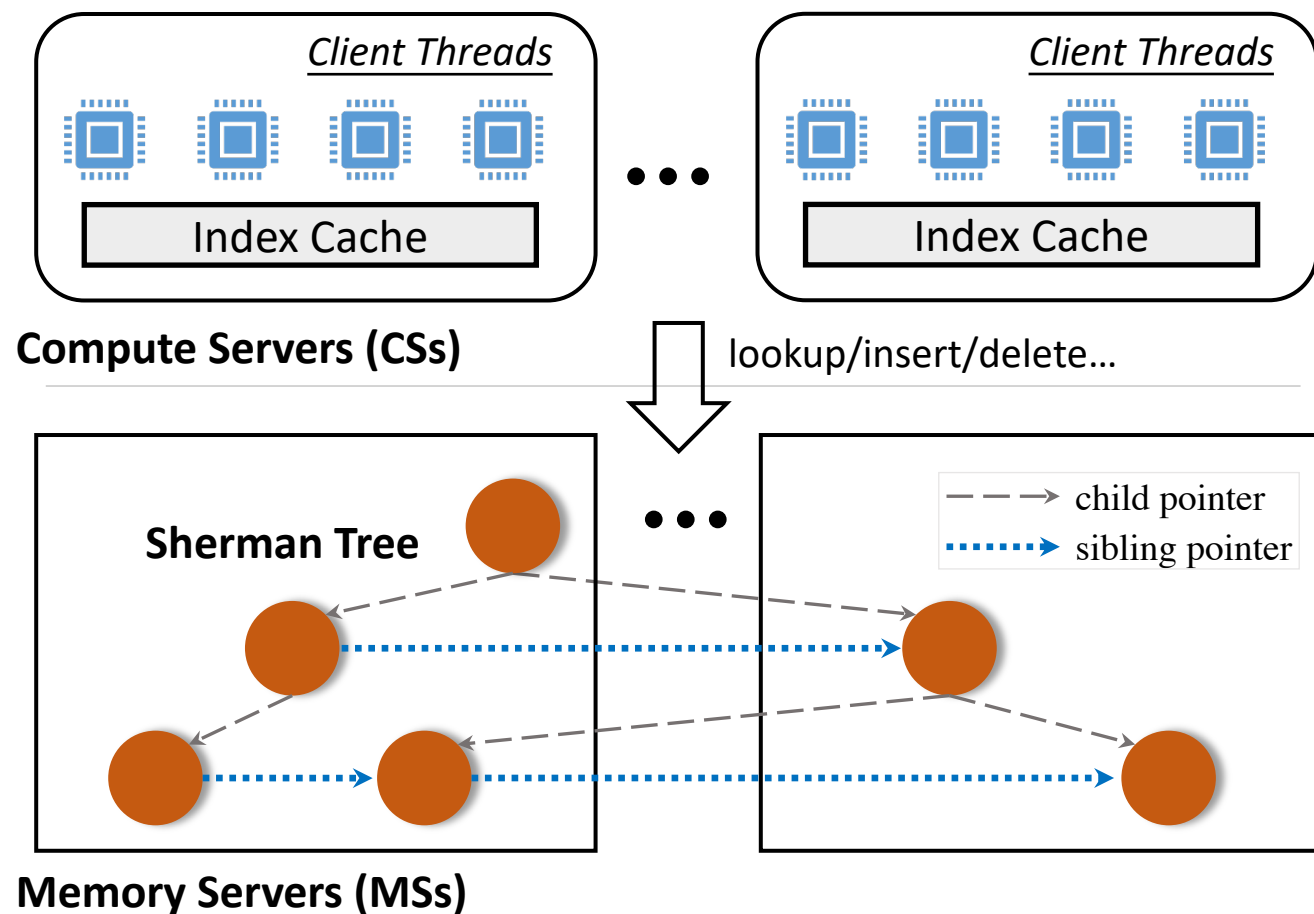 Client Threads
Client Threads
Index Cache
Index Cache
Compute Servers (CSs)
lookup/insert/delete...
child pointer
sibling pointer
Sherman Tree
Memory Servers (MSs)